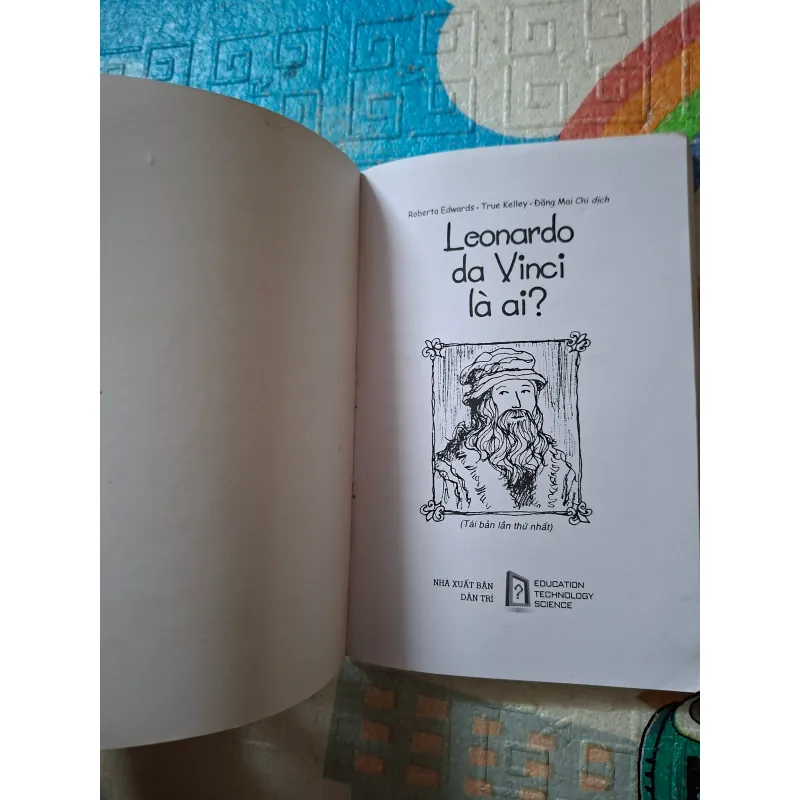 Roberta Edwards • True Kelley • Đặng Mai Chi dịch
Leonardo
da Vinci
là ai?
(Tái bản lần thứ nhất)
NHÀ XUẤT BẢN
DÂN TRÍ
?
EDUCATION
TECHNOLOGY
SCIENCE